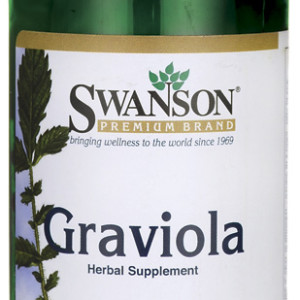 SWANSON®
PREMIUM BRAND
bringing wellness to the world since 1969
Graviola
Herbal Supplement